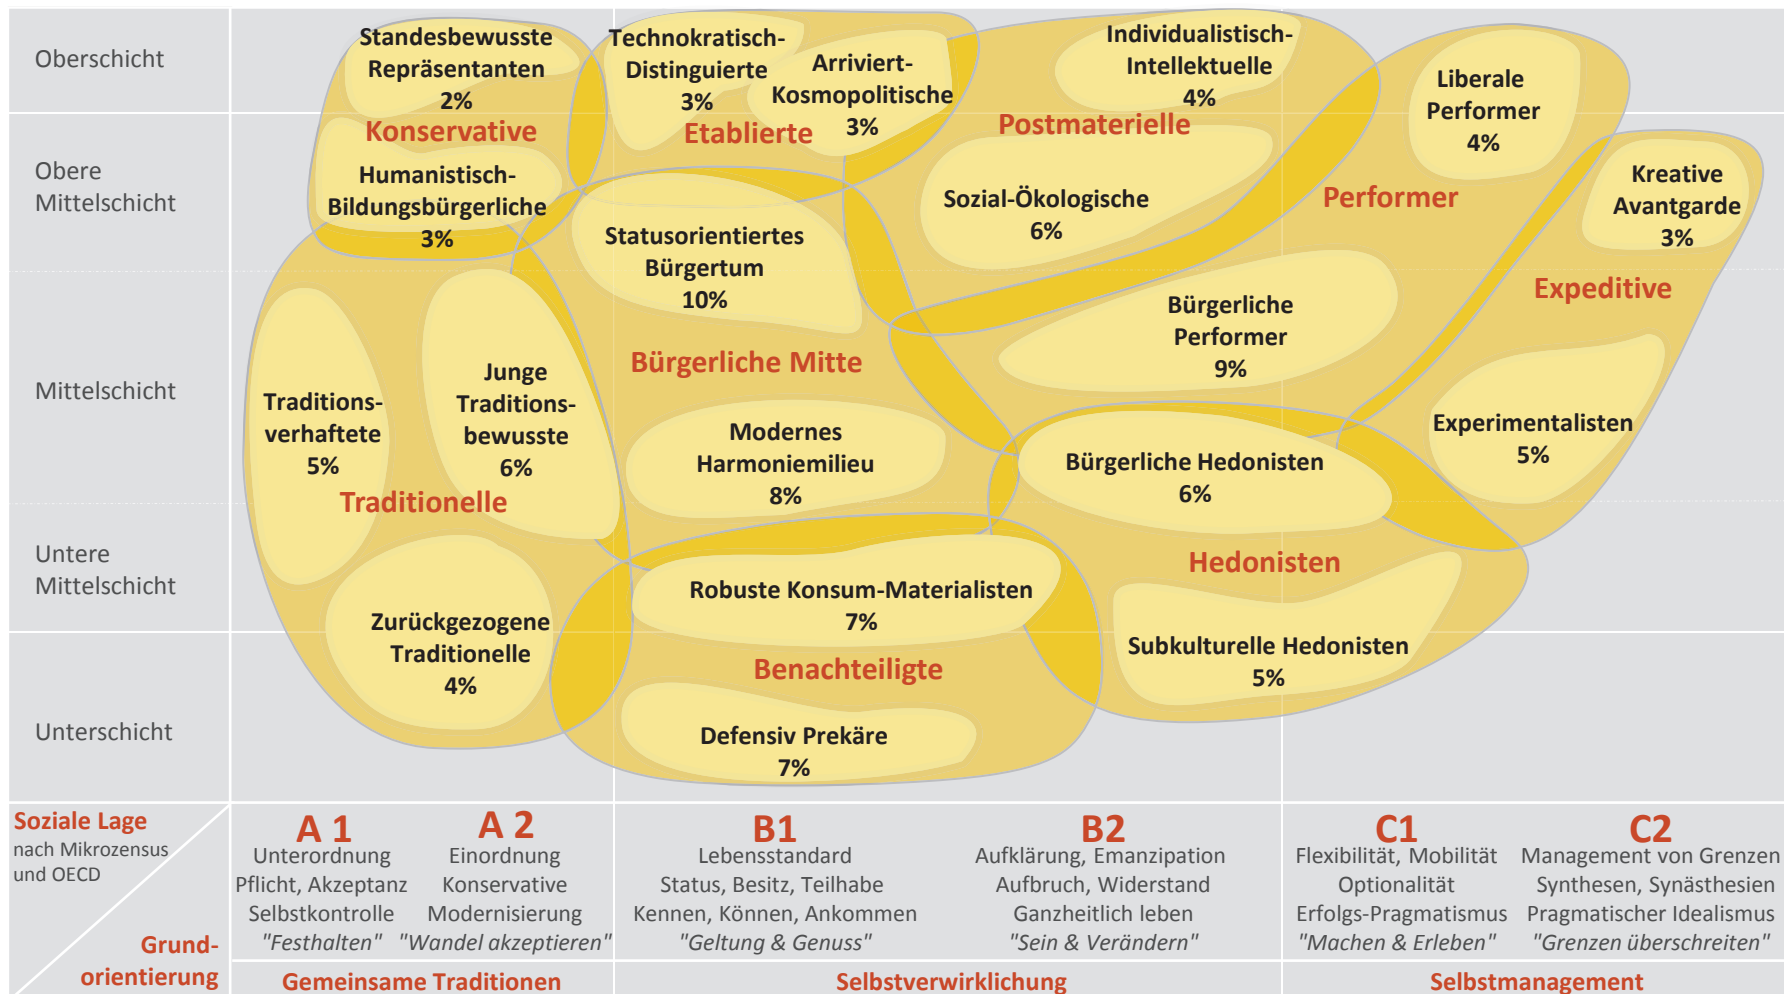 Oberschicht
Obere
Mittelschicht
Mittelschicht
Untere
Mittelschicht
Unterschicht
Standesbewusste
Repräsentanten
2%
Konservative
Humanistisch-
Bildungsbürgerliche
3%
Technokratisch-
Distinguierte
3%
Arriviert-
Kosmopolitische
3%
Etablierte
Individualistisch-
Intellektuelle
4%
Postmaterielle
Sozial-Ökologische
6%
Liberale
Performer
4%
Performer
Bürgerliche
Performer
9%
Kreative
Avantgarde
3%
Expeditive
Experimentalisten
5%
Statusorientiertes
Bürgertum
10%
Bürgerliche Mitte
Modernes
Harmoniemilieu
8%
Traditions-
verhaftete
5%
Junge
Traditions-
bewusste
6%
Traditionelle
Zurückgezogene
Traditionelle
4%
Bürgerliche Hedonisten
6%
Hedonisten
Subkulturelle Hedonisten
5%
Robuste Konsum-Materialisten
7%
Benachteiligte
Defensiv Prekäre
7%
Soziale Lage
nach Mikrozensus
und OECD
Grund-
orientierung
A 1
Unterordnung
Pflicht, Akzeptanz
Selbstkontrolle
"Festhalten"
A 2
Einordnung
Konservative
Modernisierung
"Wandel akzeptieren"
B1
Lebensstandard
Status, Besitz, Teilhabe
Kennen, Können, Ankommen
"Geltung & Genuss"
B2
Aufklärung, Emanzipation
Aufbruch, Widerstand
Ganzheitlich leben
"Sein & Verändern"
C1
Flexibilität, Mobilität
Optionalität
Erfolgs-Pragmatismus
"Machen & Erleben"
C2
Management von Grenzen
Synthesen, Synästhesien
Pragmatischer Idealismus
"Grenzen überschreiten"
Gemeinsame Traditionen
Selbstverwirklichung
Selbstmanagement